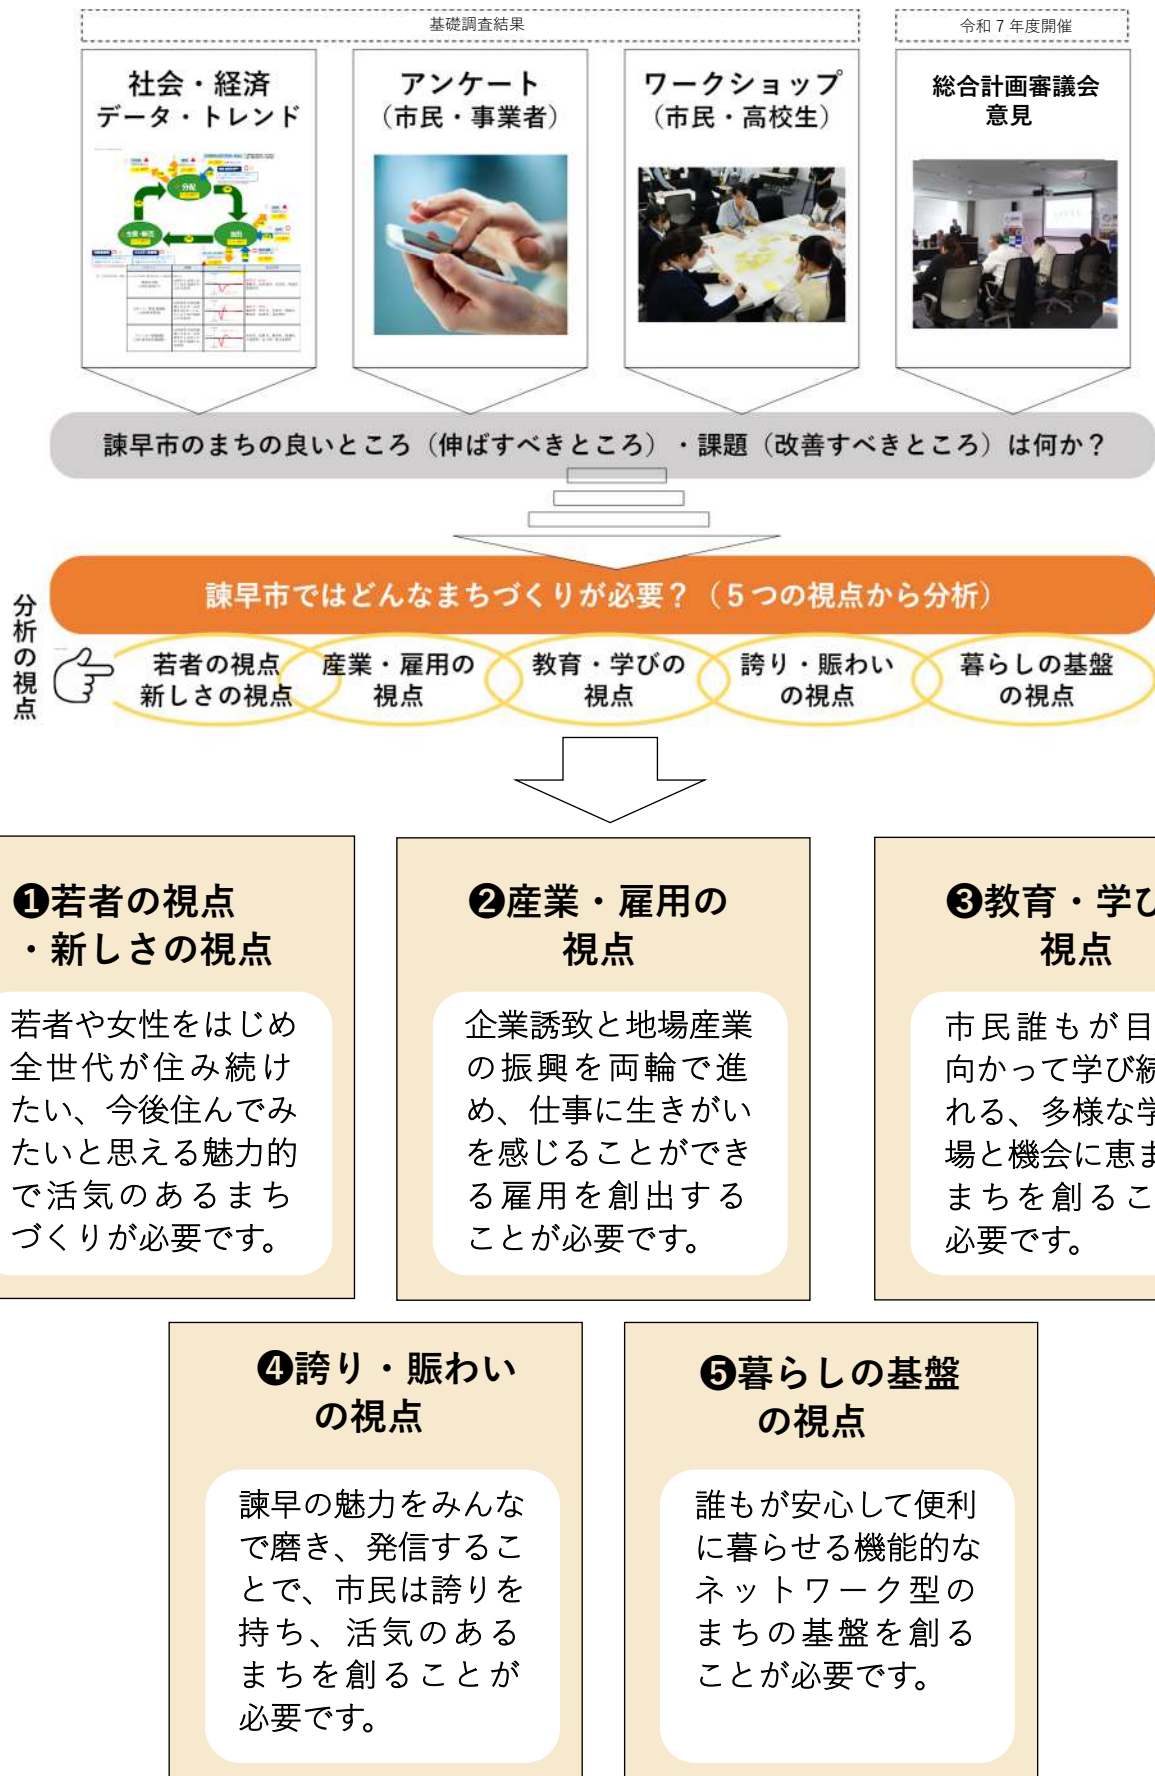 基礎調査結果
令和７年度開催
社会・経済
データ・トレンド
アンケート
（市民・事業者）
ワークショップ
（市民・高校生）
総合計画審議会
意見
分配
諫早市のまちの良いところ（伸ばすべきところ）・課題（改善すべきところ）は何か？
諫早市ではどんなまちづくりが必要？（５つの視点から分析）
分析の視点
若者の視点
新しさの視点
産業・雇用の
視点
教育・学びの
視点
誇り・賑わい
の視点
暮らしの基盤
の視点
❶若者の視点
・新しさの視点
若者や女性をはじめ
全世代が住み続け
たい、今後住んでみ
たいと思える魅力的
で活気のあるまち
づくりが必要です。
❷産業・雇用の
視点
企業誘致と地場産業
の振興を両輪で進
め、仕事に生きがい
を感じることができ
る雇用を創出する
ことが必要です。
❸教育・学び
視点
市民誰もが目
向かって学び続
れる、多様な学
場と機会に恵ま
まちを創るこ
必要です。
❹誇り・賑わい
の視点
諫早の魅力をみんな
で磨き、発信するこ
とで、市民は誇りを
持ち、活気のある
まちを創ることが
必要です。
❺暮らしの基盤
の視点
誰もが安心して便利
に暮らせる機能的な
ネットワーク型の
まちの基盤を創る
ことが必要です。